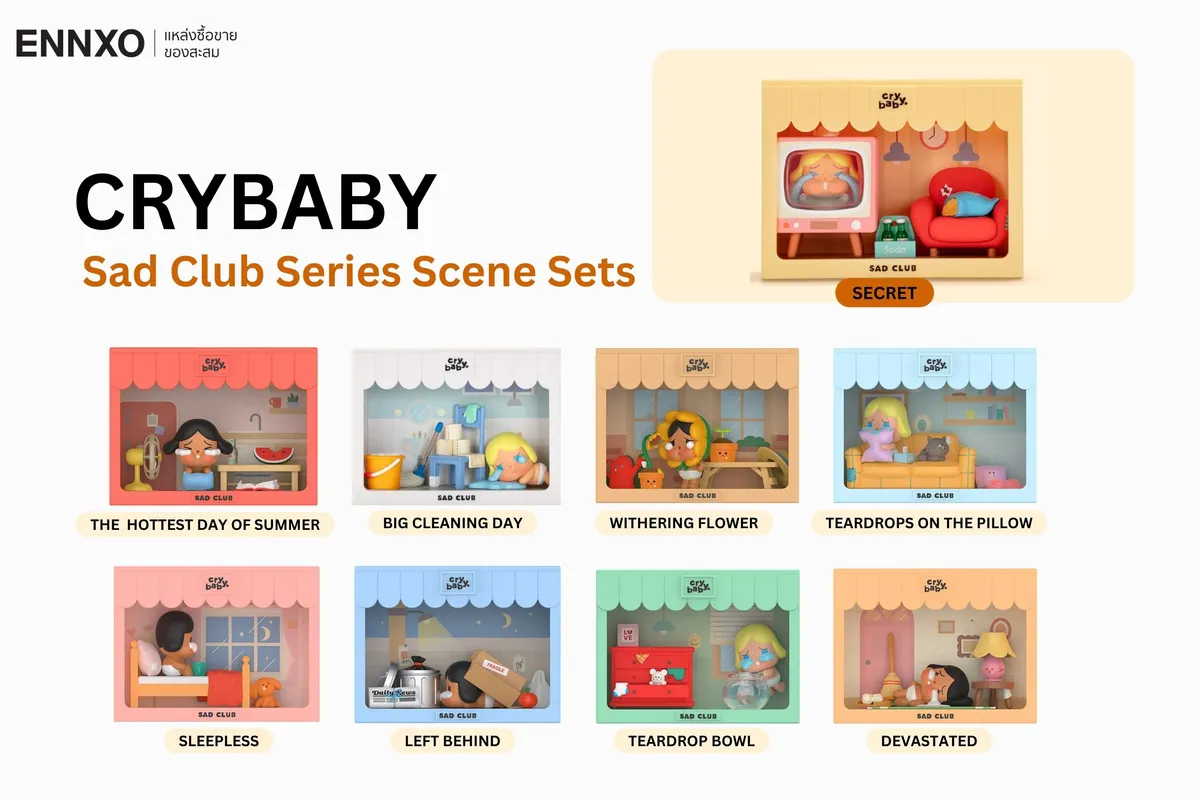 ENNXO
แหล่งซื้อขาย
ของสะสม
CRYBABY
Sad Club Series Scene Sets
cry
baby.
Soda
SAD CLUB
SECRET
cry
baby.
SAD CLUB
THE HOTTEST DAY OF SUMMER
cry
baby.
SAD CLUB
BIG CLEANING DAY
cry
baby.
SAD CLUB
WITHERING FLOWER
cry
baby.
SAD CLUB
TEARDROPS ON THE PILLOW
cry
baby.
SAD CLUB
SLEEPLESS
cry
baby.
FRAGILE
Daily News
SAD CLUB
LEFT BEHIND
cry
baby.
LOVE
SAD CLUB
TEARDROP BOWL
cry
baby.
SAD CLUB
DEVASTATED